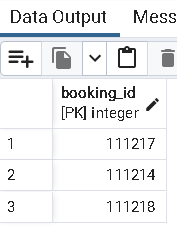 Data Output Mess
booking_id
[PK] integer
1 111217
2 111214
3 111218